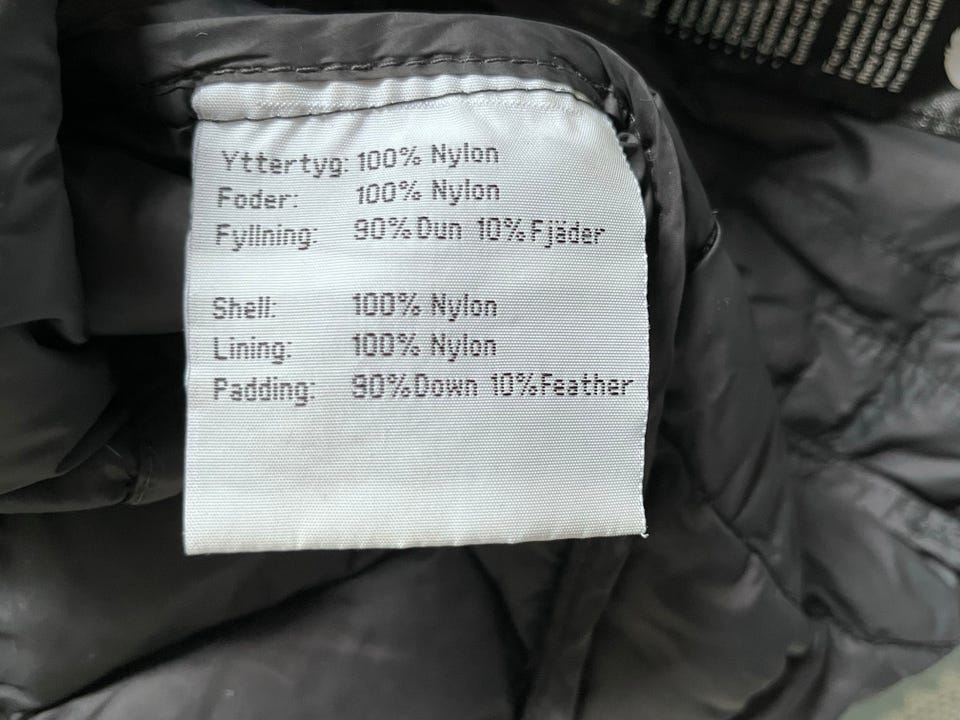 Yttertyg: 100% Nylon
Foder: 100% Nylon
Fyllning: 90% Dun 10% Fjäder
Shell: 100% Nylon
Lining: 100% Nylon
Padding: 90% Down 10% Feather